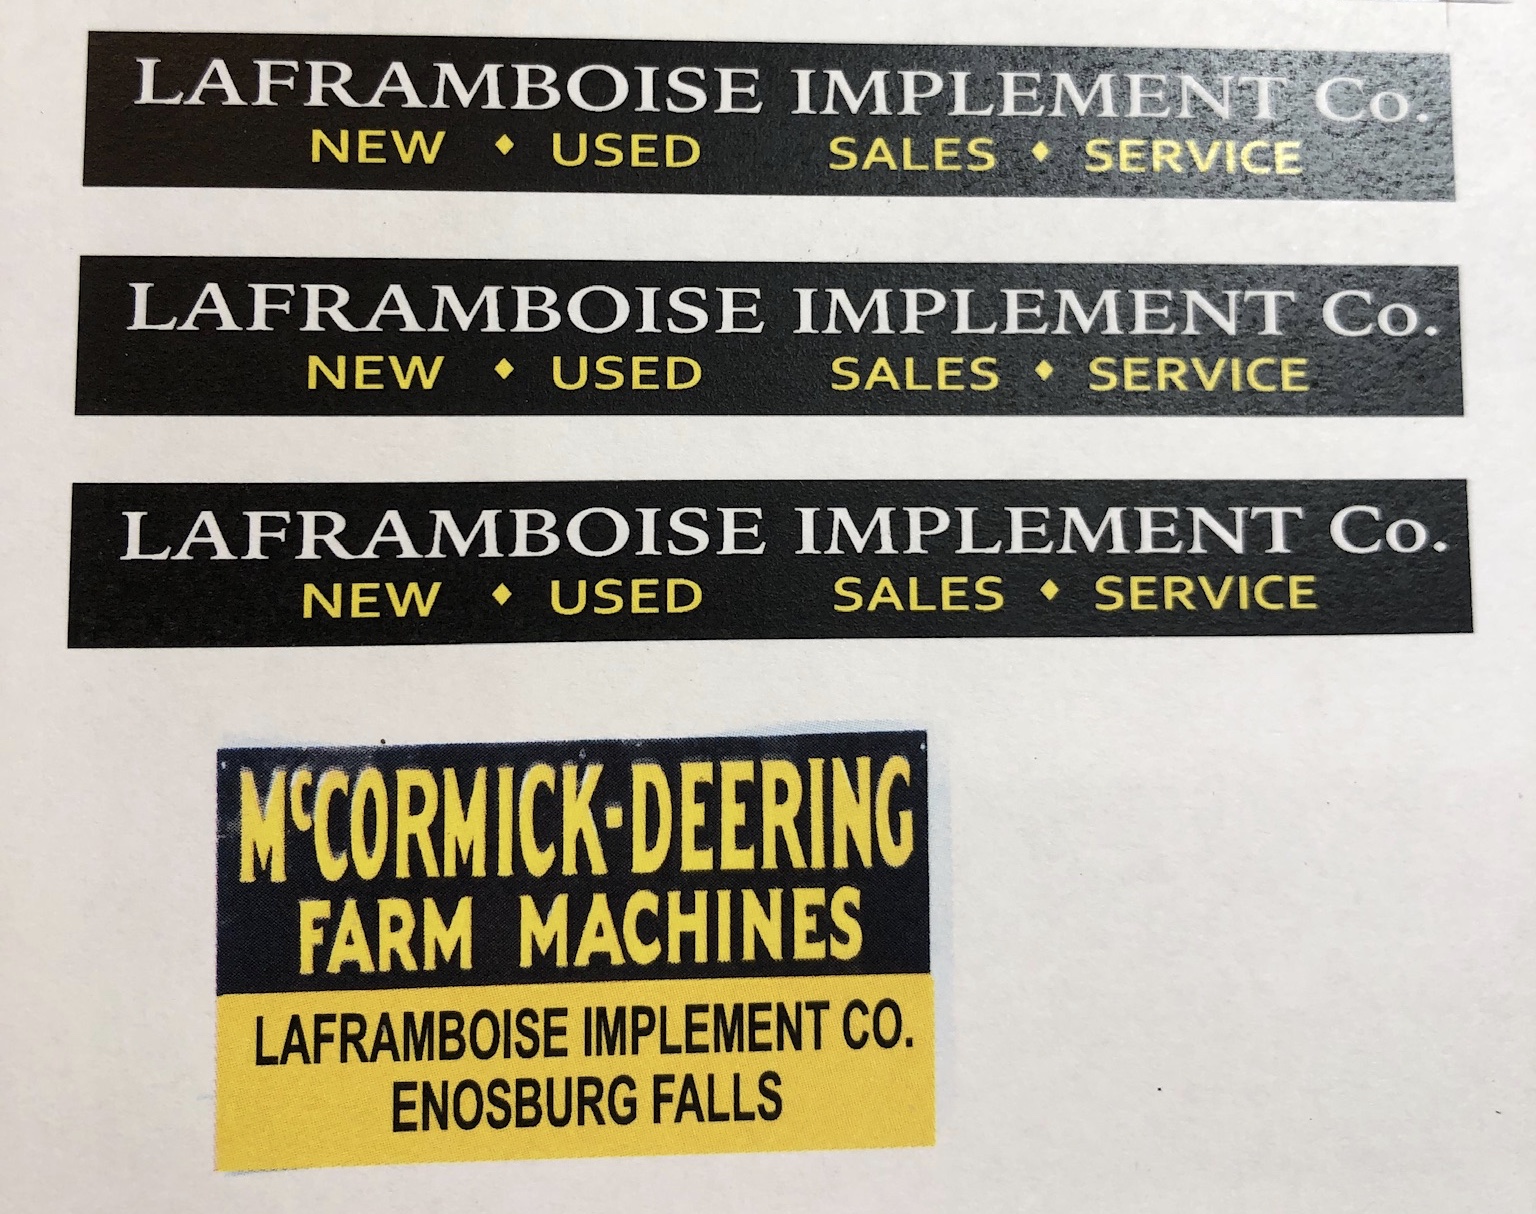 LAFRAMBOISE IMPLEMENT Co.
NEW ⬥ USED SALES ⬥ SERVICE
LAFRAMBOISE IMPLEMENT Co.
NEW ⬥ USED SALES ⬥ SERVICE
LAFRAMBOISE IMPLEMENT Co.
NEW ⬥ USED SALES ⬥ SERVICE
McCORMICK-DEERING
FARM MACHINES
LAFRAMBOISE IMPLEMENT CO.
ENOSBURG FALLS